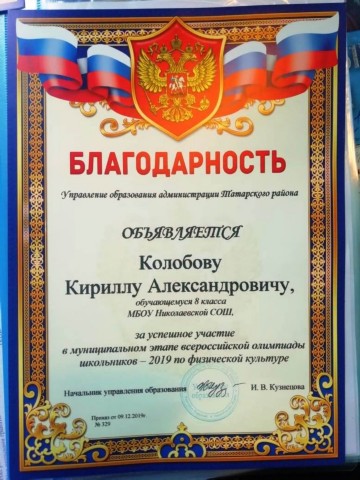 БЛАГОДАРНОСТЬ
Управление образования администрации Татарского района
ОБЪЯВЛЯЕТСЯ
Колобову
Кириллу Александровичу,
обучающемуся 8 класса
МБОУ Николаевской СОШ,
за успешное участие
в муниципальном этапе всероссийской олимпиады
школьников – 2019 по физической культуре
Начальник управления образования И. В. Кузнецова
Приказ от 09.12.2019г.
№ 329